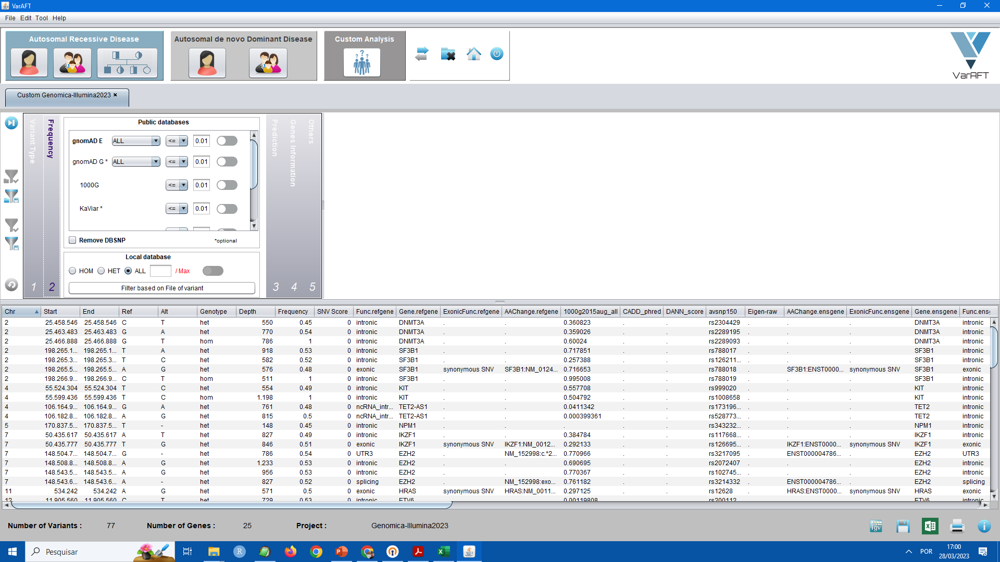 VarAFT
File Edit Tool Help
Autosomal Recessive Disease
Autosomal de novo Dominant Disease
Custom Analysis
VarAFT
Custom Genomica-Illumina2023 ×
Variant Type 1
Frequency 2
Public databases
gnomAD E ALL <= 0.01
gnomAD G * ALL <= 0.01
1000G <= 0.01
KaViar * <= 0.01
Remove DBSNP *optional
Local database
HOM HET ALL / Max
Filter based on File of variant
Prediction 3
Genes Information 4
Others 5
Chr Start End Ref Alt Genotype Depth Frequency SNV Score Func.refgene Gene.refgene ExonicFunc.refgene AAChange.refgene 1000g2015aug_all CADD_phred DANN_score avsnp150 Eigen-raw AAChange.ensgene ExonicFunc.ensgene Gene.ensgene Func.ens
2 25.458.546 25.458.546 C T het 550 0.45 0 intronic DNMT3A . . 0.360823 . . rs2304429 . . . DNMT3A intronic
2 25.463.483 25.463.483 G A het 770 0.54 0 intronic DNMT3A . . 0.359026 . . rs2289195 . . . DNMT3A intronic
2 25.466.888 25.466.888 G T hom 786 1 0 intronic DNMT3A . . 0.60024 . . rs2289093 . . . DNMT3A intronic
2 198.265.1... 198.265.1... T A het 918 0.53 0 intronic SF3B1 . . 0.717851 . . rs788017 . . . SF3B1 intronic
2 198.265.3... 198.265.3... T C het 582 0.52 0 intronic SF3B1 . . 0.257388 . . rs126211... . . . SF3B1 intronic
2 198.265.5... 198.265.5... A G het 576 0.48 0 exonic SF3B1 synonymous SNV SF3B1:NM_0124... 0.716653 . . rs788018 . SF3B1:ENST0000... synonymous SNV SF3B1 exonic
2 198.266.9... 198.266.9... C T hom 511 1 0 intronic SF3B1 . . 0.995008 . . rs788019 . . . SF3B1 intronic
4 55.524.304 55.524.304 T C het 554 0.49 0 intronic KIT . . 0.557708 . . rs999020 . . . KIT intronic
4 55.599.436 55.599.436 T C hom 1.198 1 0 intronic KIT . . 0.504792 . . rs1008658 . . . KIT intronic
4 106.164.9... 106.164.9... G A het 761 0.48 0 ncRNA_intr... TET2-AS1 . . 0.0411342 . . rs173196... . . . TET2 intronic
4 106.182.8... 106.182.8... A G het 815 0.5 0 ncRNA_intr... TET2-AS1 . . 0.000399361 . . rs528773... . . . TET2 intronic
5 170.837.5... 170.837.5... T - het 148 0.45 0 intronic NPM1 . . . . . rs343232... . . . NPM1 intronic
7 50.435.617 50.435.617 A T het 827 0.49 0 intronic IKZF1 . . 0.384784 . . rs117668... . . . IKZF1 intronic
7 50.435.777 50.435.777 T G het 846 0.51 0 exonic IKZF1 synonymous SNV IKZF1:NM_0012... 0.292133 . . rs126695... . IKZF1:ENST0000... synonymous SNV IKZF1 exonic
7 148.504.7... 148.504.7... G - het 786 0.54 0 UTR3 EZH2 . NM_152998:c.*2... 0.770966 . . rs3217095 . ENST000004786... . EZH2 UTR3
7 148.508.8... 148.508.8... A G het 1.233 0.53 0 intronic EZH2 . . 0.690695 . . rs2072407 . . . EZH2 intronic
7 148.543.5... 148.543.5... A G het 956 0.53 0 intronic EZH2 . . 0.770367 . . rs102745... . . . EZH2 intronic
7 148.543.6... 148.543.6... A - het 827 0.52 0 splicing EZH2 . NM_152998:exo... 0.761182 . . rs3214332 . ENST000004786... . EZH2 splicing
11 534.242 534.242 A G het 571 0.5 0 exonic HRAS synonymous SNV HRAS:NM_0011... 0.297125 . . rs12628 . HRAS:ENST0000... synonymous SNV HRAS exonic
12 11.905.560 11.905.560 C T het 729 0.53 0 intronic ETV6 . . 0.00119808 . . rs200112... . . . ETV6 intronic
Number of Variants : 77 Number of Genes : 25 Project : Genomica-Illumina2023
igv
Pesquisar
POR
17:00
28/03/2023